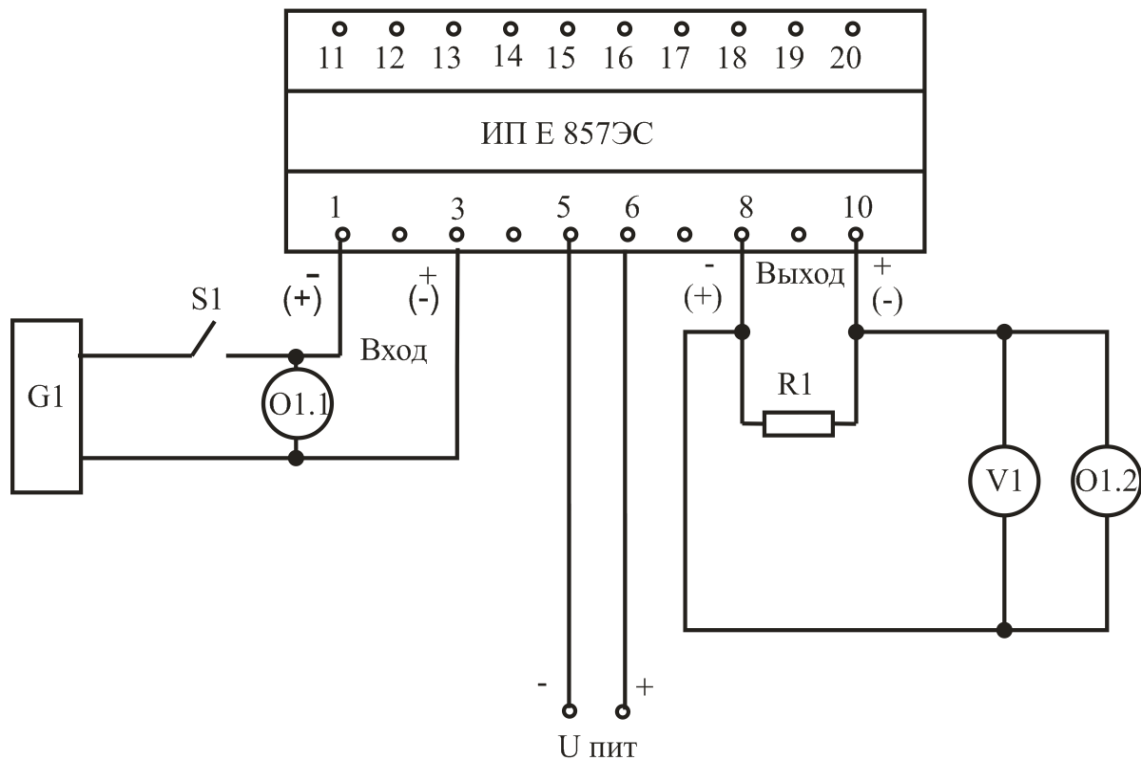 11 12 13 14 15 16 17 18 19 20
ИП Е 857ЭС
1 3 5 6 8 10
- + - Выход +
(+) (-) (+) (-)
S1
Вход
G1
O1.1
R1
V1 O1.2
- +
U пит